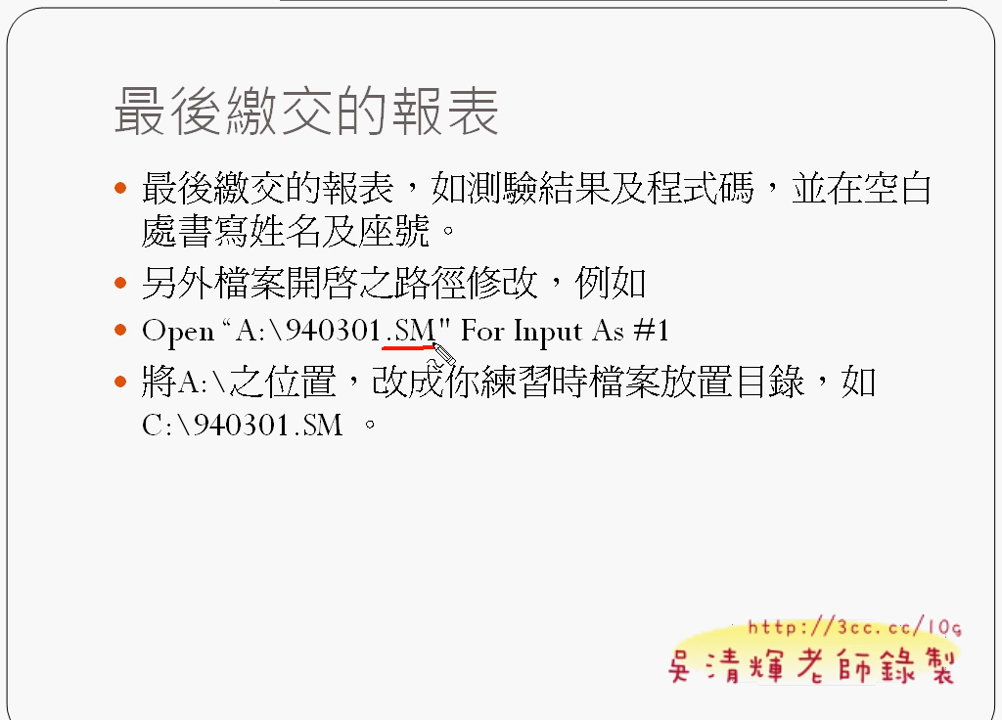 最後繳交的報表
最後繳交的報表，如測驗結果及程式碼，並在空白
處書寫姓名及座號。
另外檔案開啓之路徑修改，例如
Open “A:\940301.SM" For Input As #1
將A:\之位置，改成你練習時檔案放置目錄，如
C:\940301.SM 。
http://3cc.cc/10g
吳清輝老師錄製